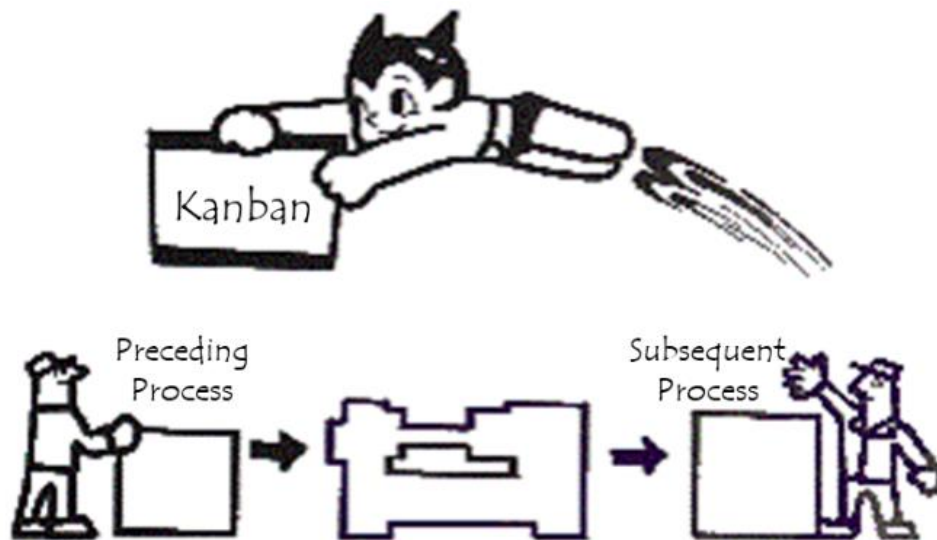 Kanban
Preceding
Process
Subsequent
Process